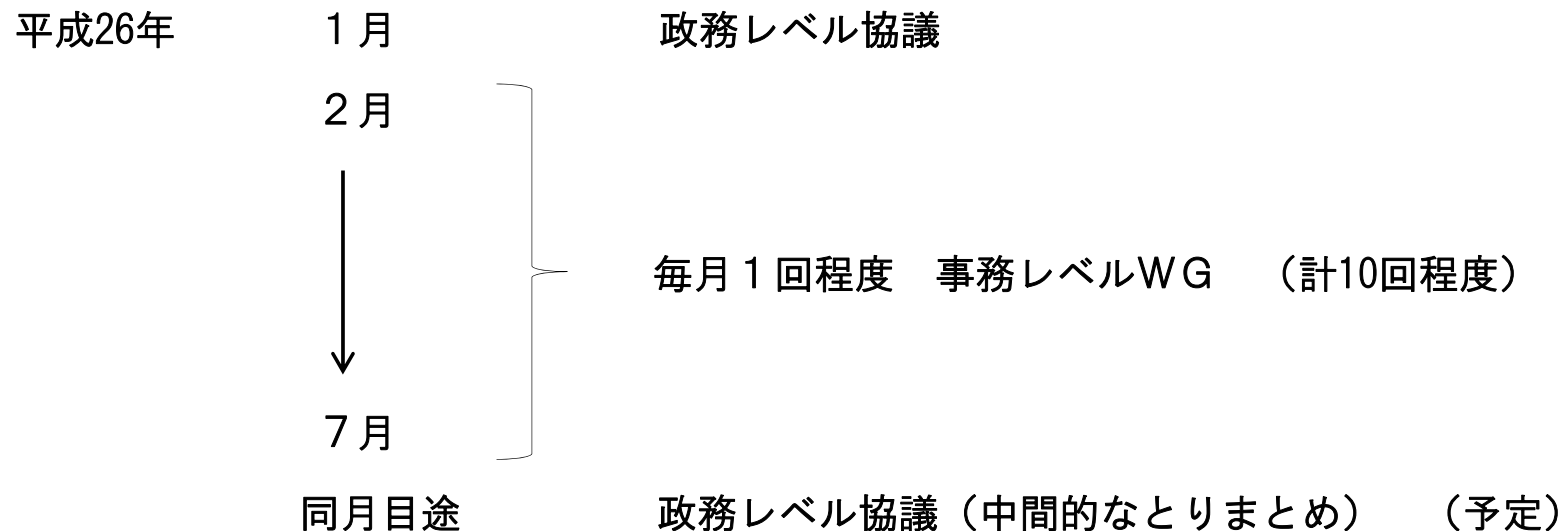 平成26年　１月　政務レベル協議
２月
毎月１回程度　事務レベルＷＧ　（計10回程度）
７月
同月目途　政務レベル協議（中間的なとりまとめ）　（予定）